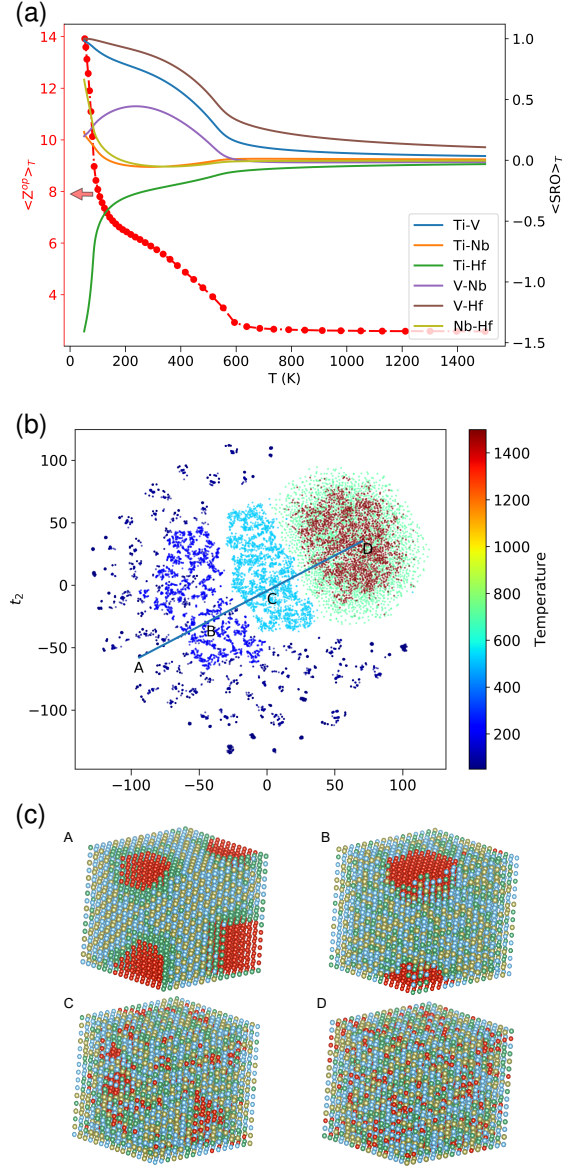 (a)
14
12
10
8
6
4
<Z^op>_T
1.0
0.5
0.0
−0.5
−1.0
−1.5
<SRO>_T
Ti-V
Ti-Nb
Ti-Hf
V-Nb
V-Hf
Nb-Hf
0 200 400 600 800 1000 1200 1400
T (K)
(b)
100
50
0
−50
−100
t_2
A
B
C
D
−100 −50 0 50 100
1400
1200
1000
800
600
400
200
Temperature
(c)
A B
C D